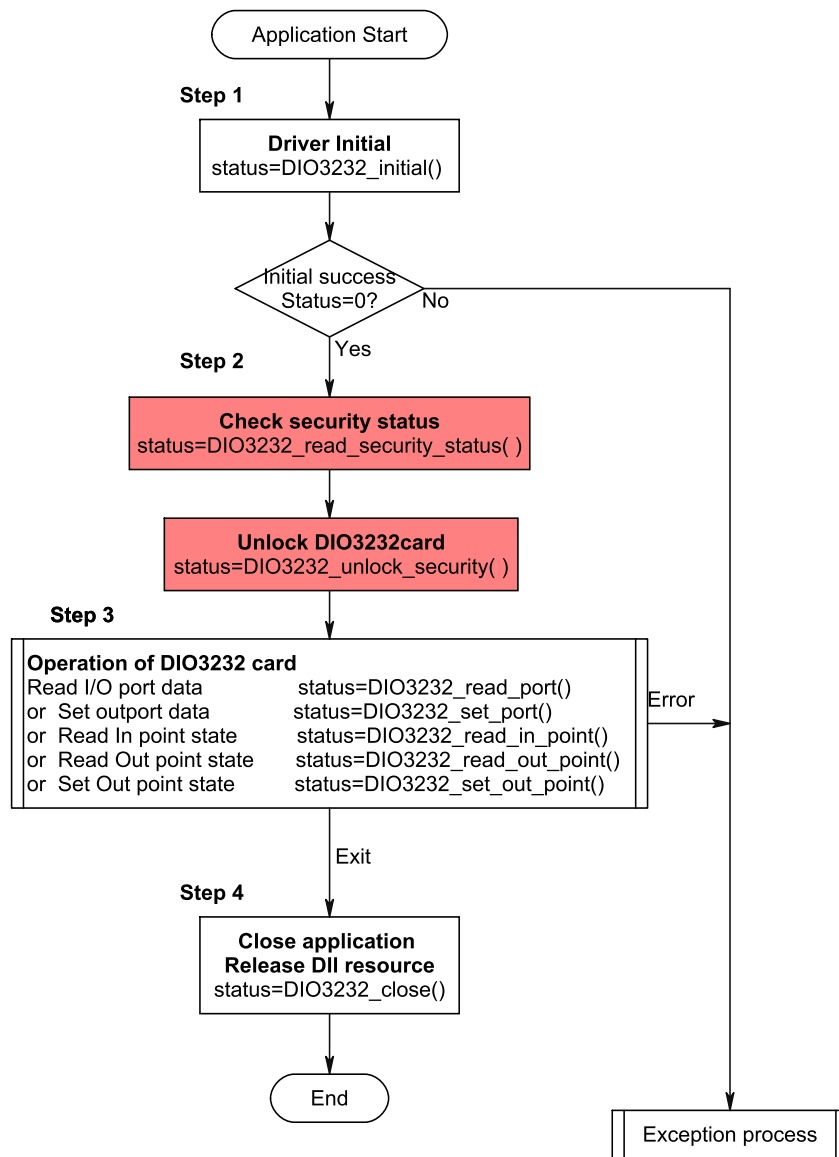 Application Start
Step 1
Driver Initial
status=DIO3232_initial()
Initial success
Status=0?
No
Yes
Step 2
Check security status
status=DIO3232_read_security_status( )
Unlock DIO3232card
status=DIO3232_unlock_security( )
Step 3
Operation of DIO3232 card
Read I/O port data status=DIO3232_read_port()
or Set outport data status=DIO3232_set_port()
or Read In point state status=DIO3232_read_in_point()
or Read Out point state status=DIO3232_read_out_point()
or Set Out point state status=DIO3232_set_out_point()
Error
Exit
Step 4
Close application
Release Dll resource
status=DIO3232_close()
End
Exception process